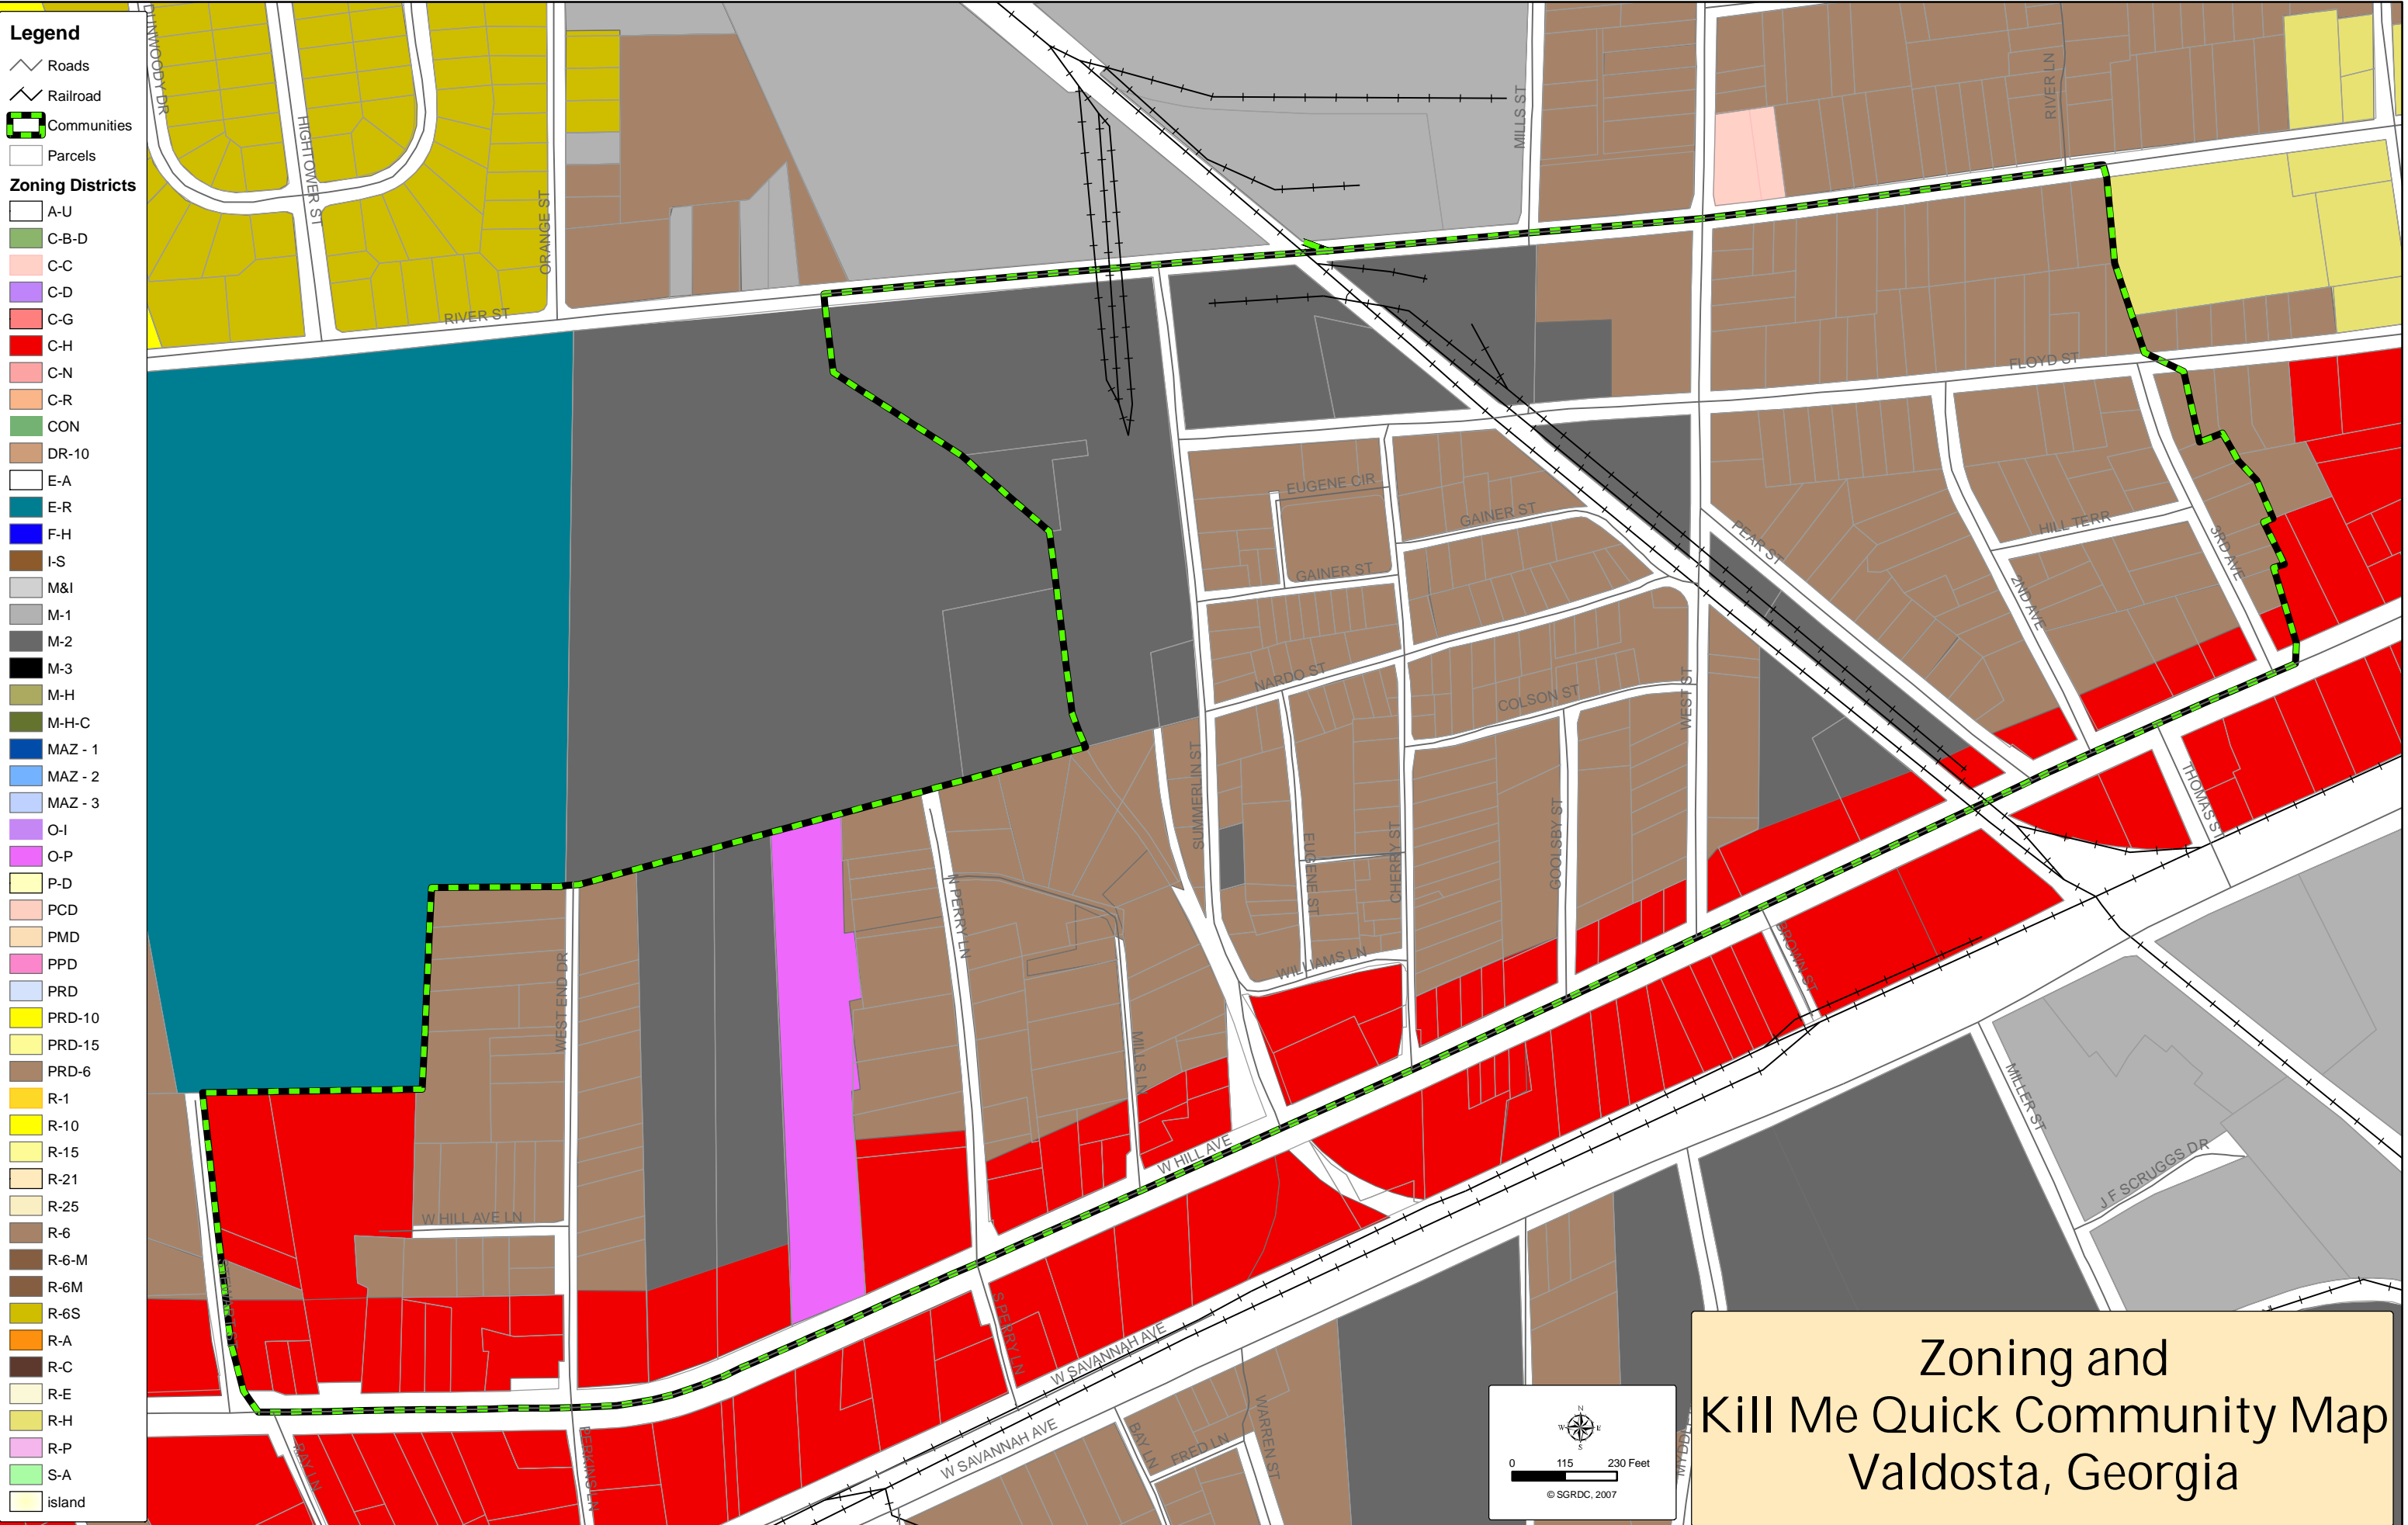 Legend
Roads
Railroad
Communities
Parcels
Zoning Districts
A-U
C-B-D
C-C
C-D
C-G
C-H
C-N
C-R
CON
DR-10
E-A
E-R
F-H
I-S
M&I
M-1
M-2
M-3
M-H
M-H-C
MAZ - 1
MAZ - 2
MAZ - 3
O-I
O-P
P-D
PCD
PMD
PPD
PRD
PRD-10
PRD-15
PRD-6
R-1
R-10
R-15
R-21
R-25
R-6
R-6-M
R-6M
R-6S
R-A
R-C
R-E
R-H
R-P
S-A
island
DUNWOODY DR
HIGHTOWER ST
ORANGE ST
RIVER ST
MILLS ST
RIVER LN
FLOYD ST
EUGENE CIR
GAINER ST
GAINER ST
PEAR ST
HILL TERR
3RD AVE
2ND AVE
NARDO ST
COLSON ST
WEST ST
SUMMERLIN ST
EUGENE ST
CHERRY ST
GOOLSBY ST
THOMAS ST
N PERRY LN
WEST END DR
WILLIAMS LN
BROWN ST
MILLS LN
W HILL AVE
MILLER ST
J F SCRUGGS DR
W HILL AVE LN
S PERRY LN
W SAVANNAH AVE
W SAVANNAH AVE
RAY LN
PERKINS LN
BAY LN
FRED LN
WARREN ST
N
W E
S
0 115 230 Feet
© SGRDC, 2007
Zoning and
Kill Me Quick Community Map
Valdosta, Georgia